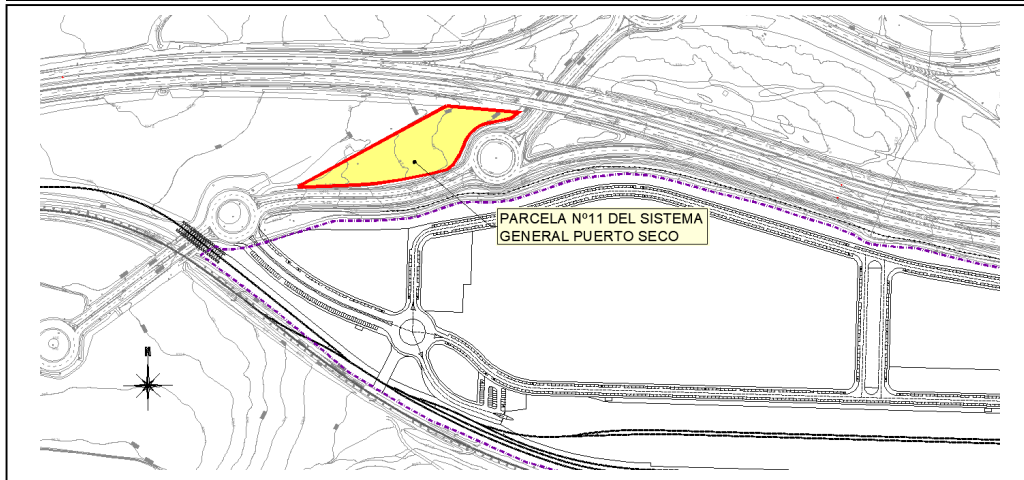 PARCELA Nº11 DEL SISTEMA
GENERAL PUERTO SECO
N